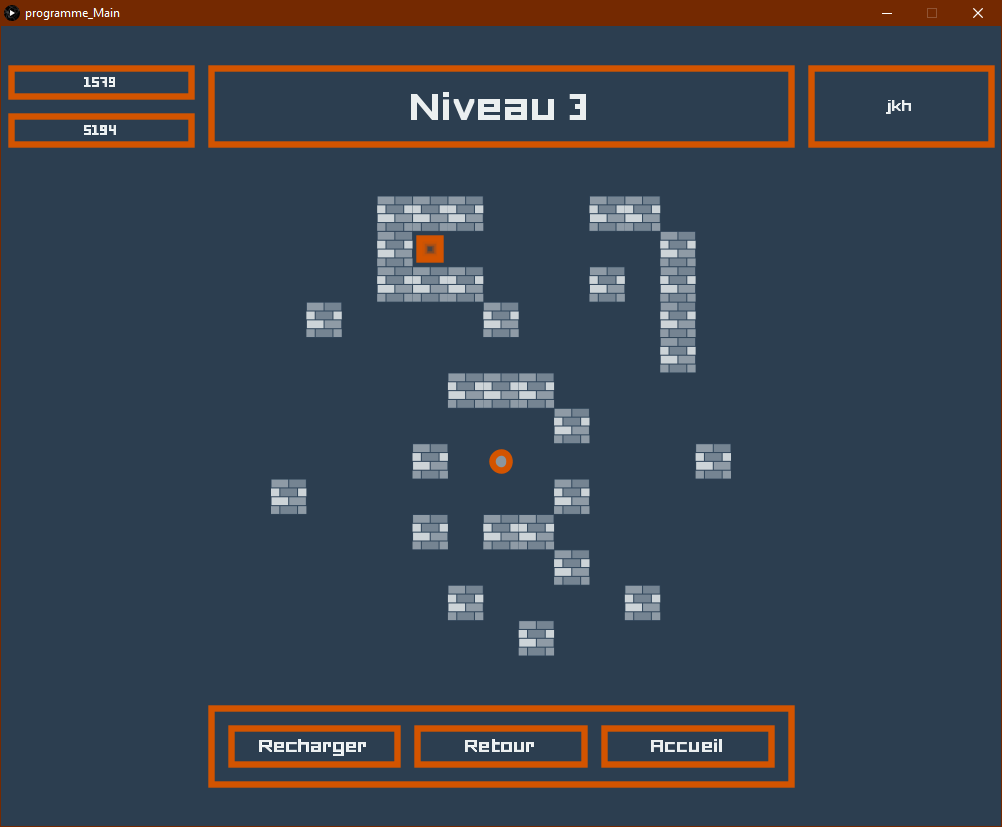 programme_Main
1579
5194
Niveau 3
jkh
Recharger
Retour
Accueil